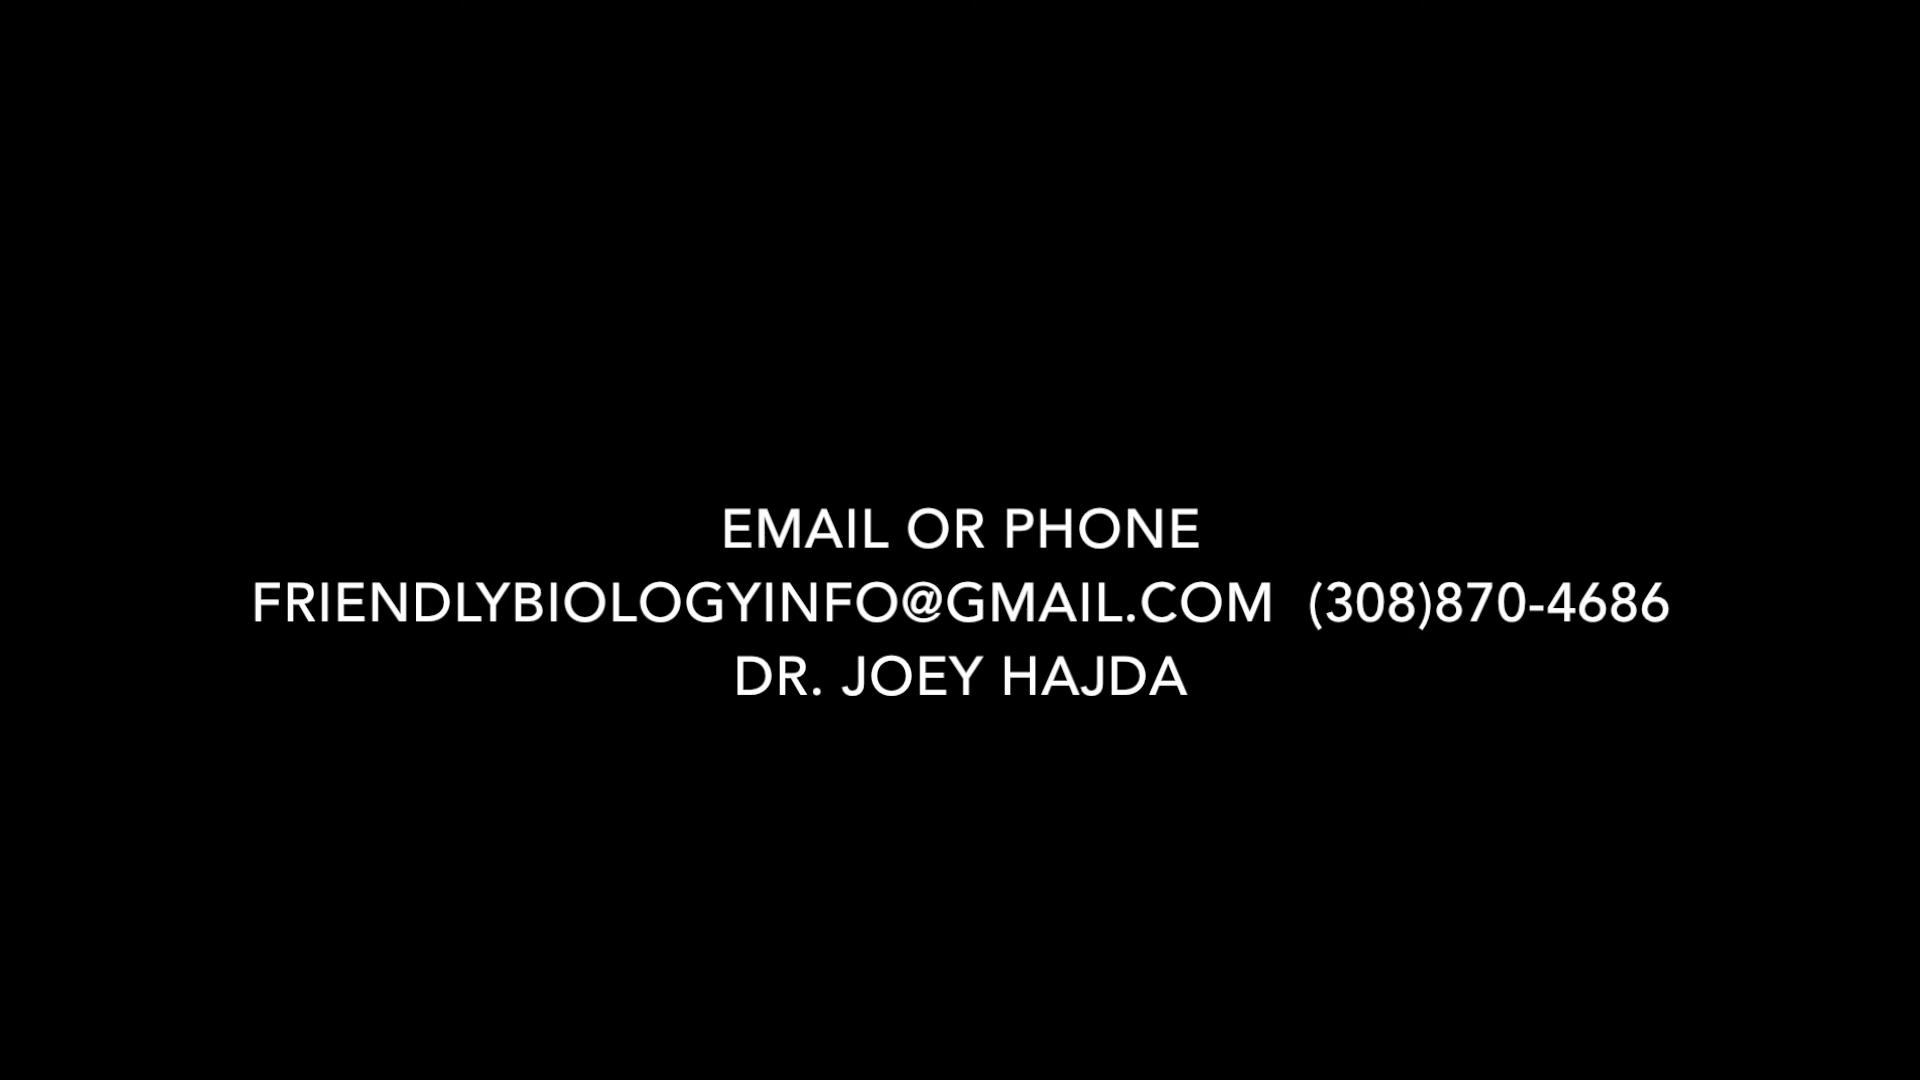 EMAIL OR PHONE
FRIENDLYBIOLOGYINFO@GMAIL.COM  (308)870-4686
DR. JOEY HAJDA